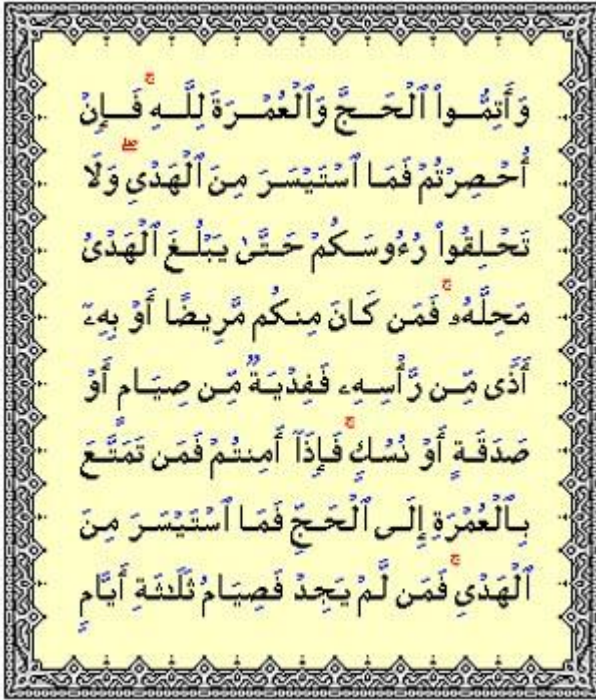 وَأَتِمُّوا۟ ٱلْحَجَّ وَٱلْعُمْرَةَ لِلَّهِ ۚ فَإِنْ
أُحْصِرْتُمْ فَمَا ٱسْتَيْسَرَ مِنَ ٱلْهَدْىِ ۖ وَلَا
تَحْلِقُوا۟ رُءُوسَكُمْ حَتَّىٰ يَبْلُغَ ٱلْهَدْىُ
مَحِلَّهُۥ ۚ فَمَن كَانَ مِنكُم مَّرِيضًا أَوْ بِهِۦٓ
أَذًى مِّن رَّأْسِهِۦ فَفِدْيَةٌ مِّن صِيَامٍ أَوْ
صَدَقَةٍ أَوْ نُسُكٍ ۚ فَإِذَآ أَمِنتُمْ فَمَن تَمَتَّعَ
بِٱلْعُمْرَةِ إِلَى ٱلْحَجِّ فَمَا ٱسْتَيْسَرَ مِنَ
ٱلْهَدْىِ ۚ فَمَن لَّمْ يَجِدْ فَصِيَامُ ثَلَـٰثَةِ أَيَّامٍ